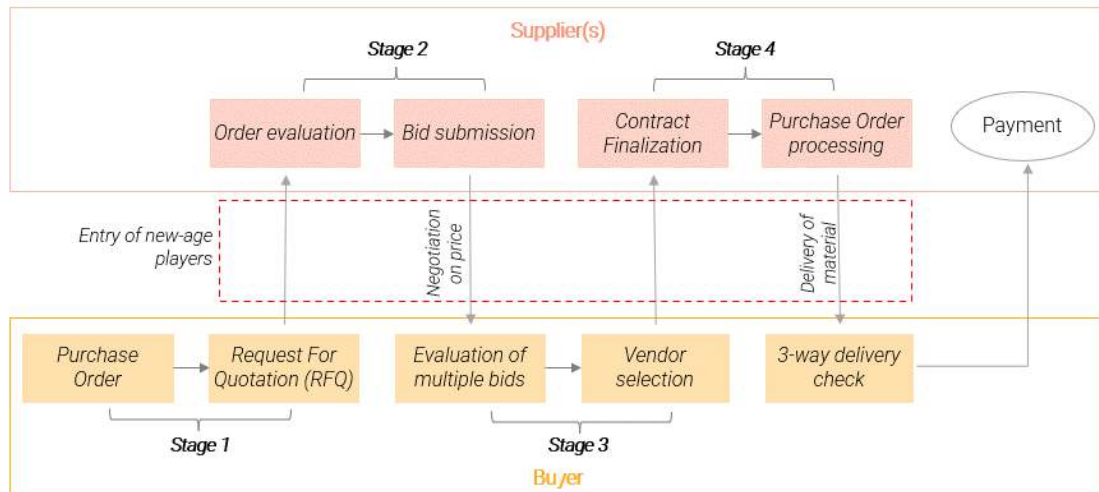 Supplier(s)
Stage 2
Stage 4
Order evaluation
Bid submission
Contract
Finalization
Purchase Order
processing
Payment
Entry of new-age
players
Negotiation
on price
Delivery of
material
Purchase
Order
Request For
Quotation (RFQ)
Evaluation of
multiple bids
Vendor
selection
3-way delivery
check
Stage 1
Stage 3
Buyer